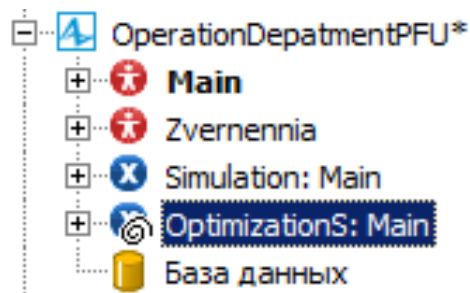 OperationDepatmentPFU*
Main
Zvernennia
Simulation: Main
OptimizationS: Main
База данных